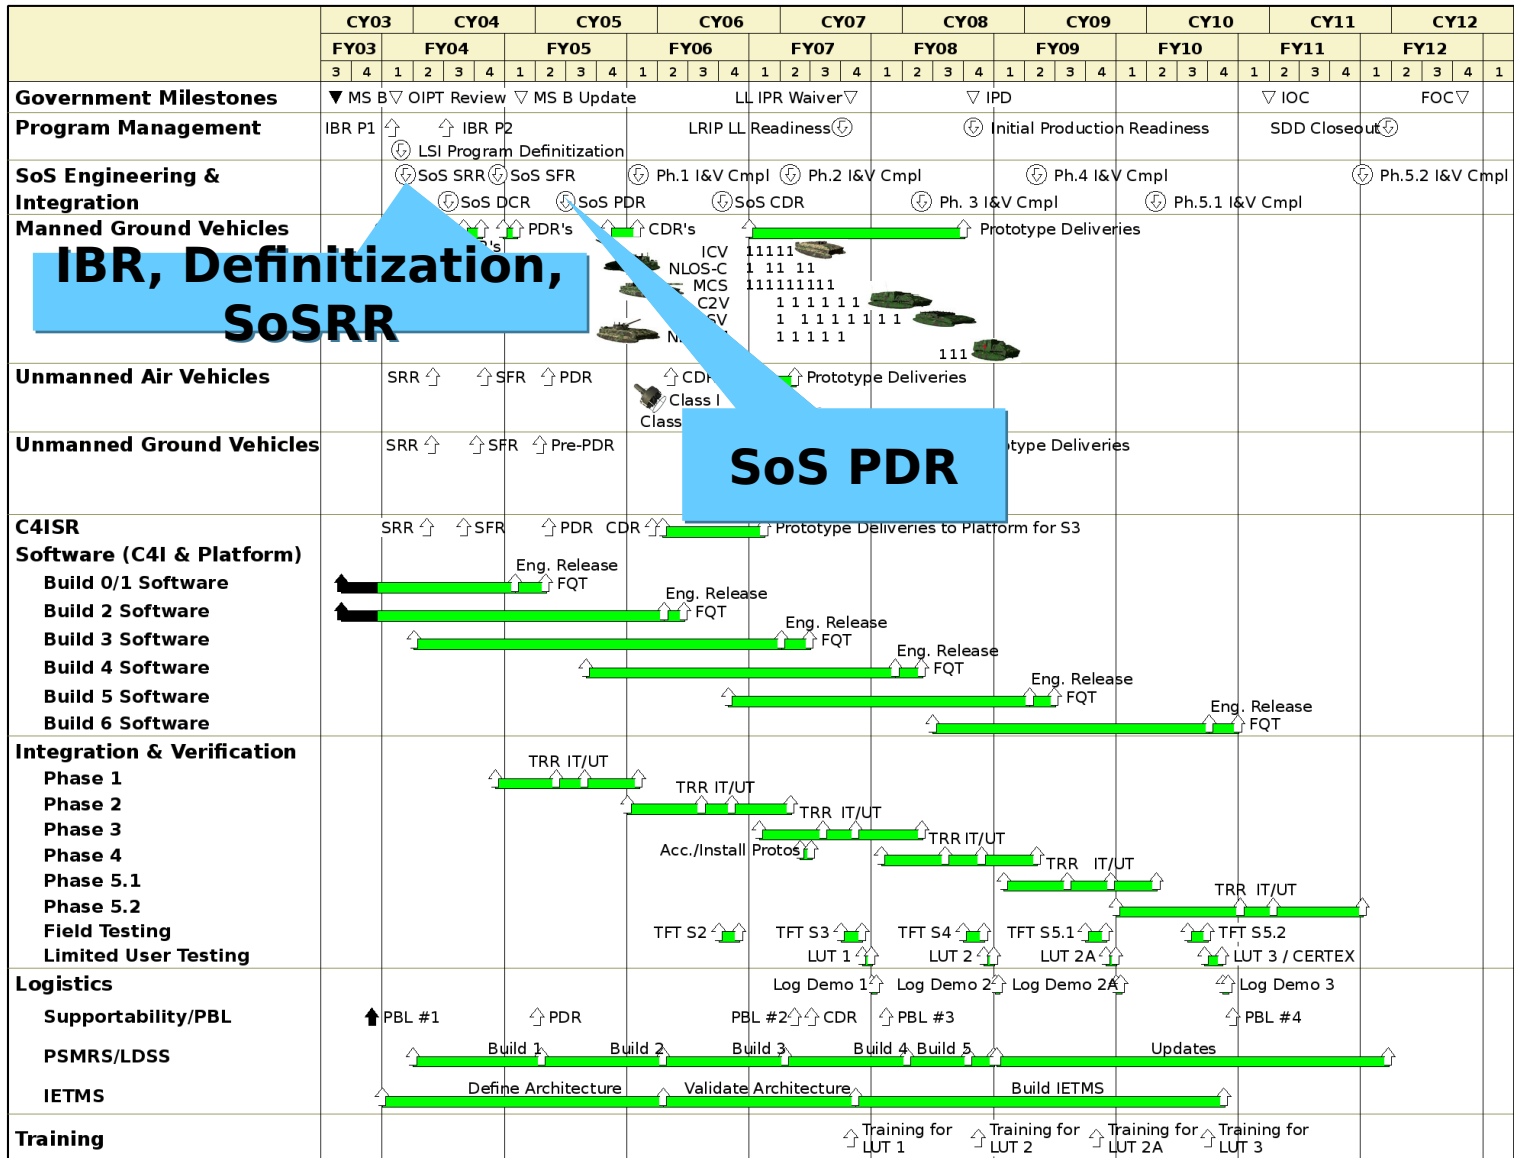 CY03 CY04 CY05 CY06 CY07 CY08 CY09 CY10 CY11 CY12
FY03 FY04 FY05 FY06 FY07 FY08 FY09 FY10 FY11 FY12
3 4 1 2 3 4 1 2 3 4 1 2 3 4 1 2 3 4 1 2 3 4 1 2 3 4 1 2 3 4 1 2 3 4 1 2 3 4 1
Government Milestones MS B OIPT Review MS B Update LL IPR Waiver IPD IOC FOC
Program Management IBR P1 IBR P2 LRIP LL Readiness Initial Production Readiness SDD Closeout
LSI Program Definitization
SoS Engineering & SoS SRR SoS SFR Ph.1 I&V Cmpl Ph.2 I&V Cmpl Ph.4 I&V Cmpl Ph.5.2 I&V Cmpl
Integration SoS DCR SoS PDR SoS CDR Ph. 3 I&V Cmpl Ph.5.1 I&V Cmpl
Manned Ground Vehicles PDR's CDR's Prototype Deliveries
ICV 11111
NLOS-C 1 11 11
MCS 111111111
C2V 1 1 1 1 1 1
1 1 1 1 1 1 1 1
1 1 1 1 1
111
IBR, Definitization,
SoSRR
Unmanned Air Vehicles SRR SFR PDR Prototype Deliveries
Class I
Class
Unmanned Ground Vehicles SRR SFR Pre-PDR Deliveries
SoS PDR
C4ISR SRR SFR PDR CDR Prototype Deliveries to Platform for S3
Software (C4I & Platform)
Build 0/1 Software Eng. Release FQT
Build 2 Software Eng. Release FQT
Build 3 Software Eng. Release FQT
Build 4 Software Eng. Release FQT
Build 5 Software Eng. Release FQT
Build 6 Software Eng. Release FQT
Integration & Verification
Phase 1 TRR IT/UT
Phase 2 TRR IT/UT
Phase 3 TRR IT/UT
Acc./Install Protos
Phase 4 TRR IT/UT
Phase 5.1 TRR IT/UT
Phase 5.2 TRR IT/UT
Field Testing TFT S2 TFT S3 TFT S4 TFT S5.1 TFT S5.2
Limited User Testing LUT 1 LUT 2 LUT 2A LUT 3 / CERTEX
Logistics Log Demo 1 Log Demo 2 Log Demo 2A Log Demo 3
Supportability/PBL PBL #1 PDR PBL #2 CDR PBL #3 PBL #4
PSMRS/LDSS Build 1 Build 2 Build 3 Build 4 Build 5 Updates
IETMS Define Architecture Validate Architecture Build IETMS
Training Training for Training for Training for Training for
LUT 1 LUT 2 LUT 2A LUT 3